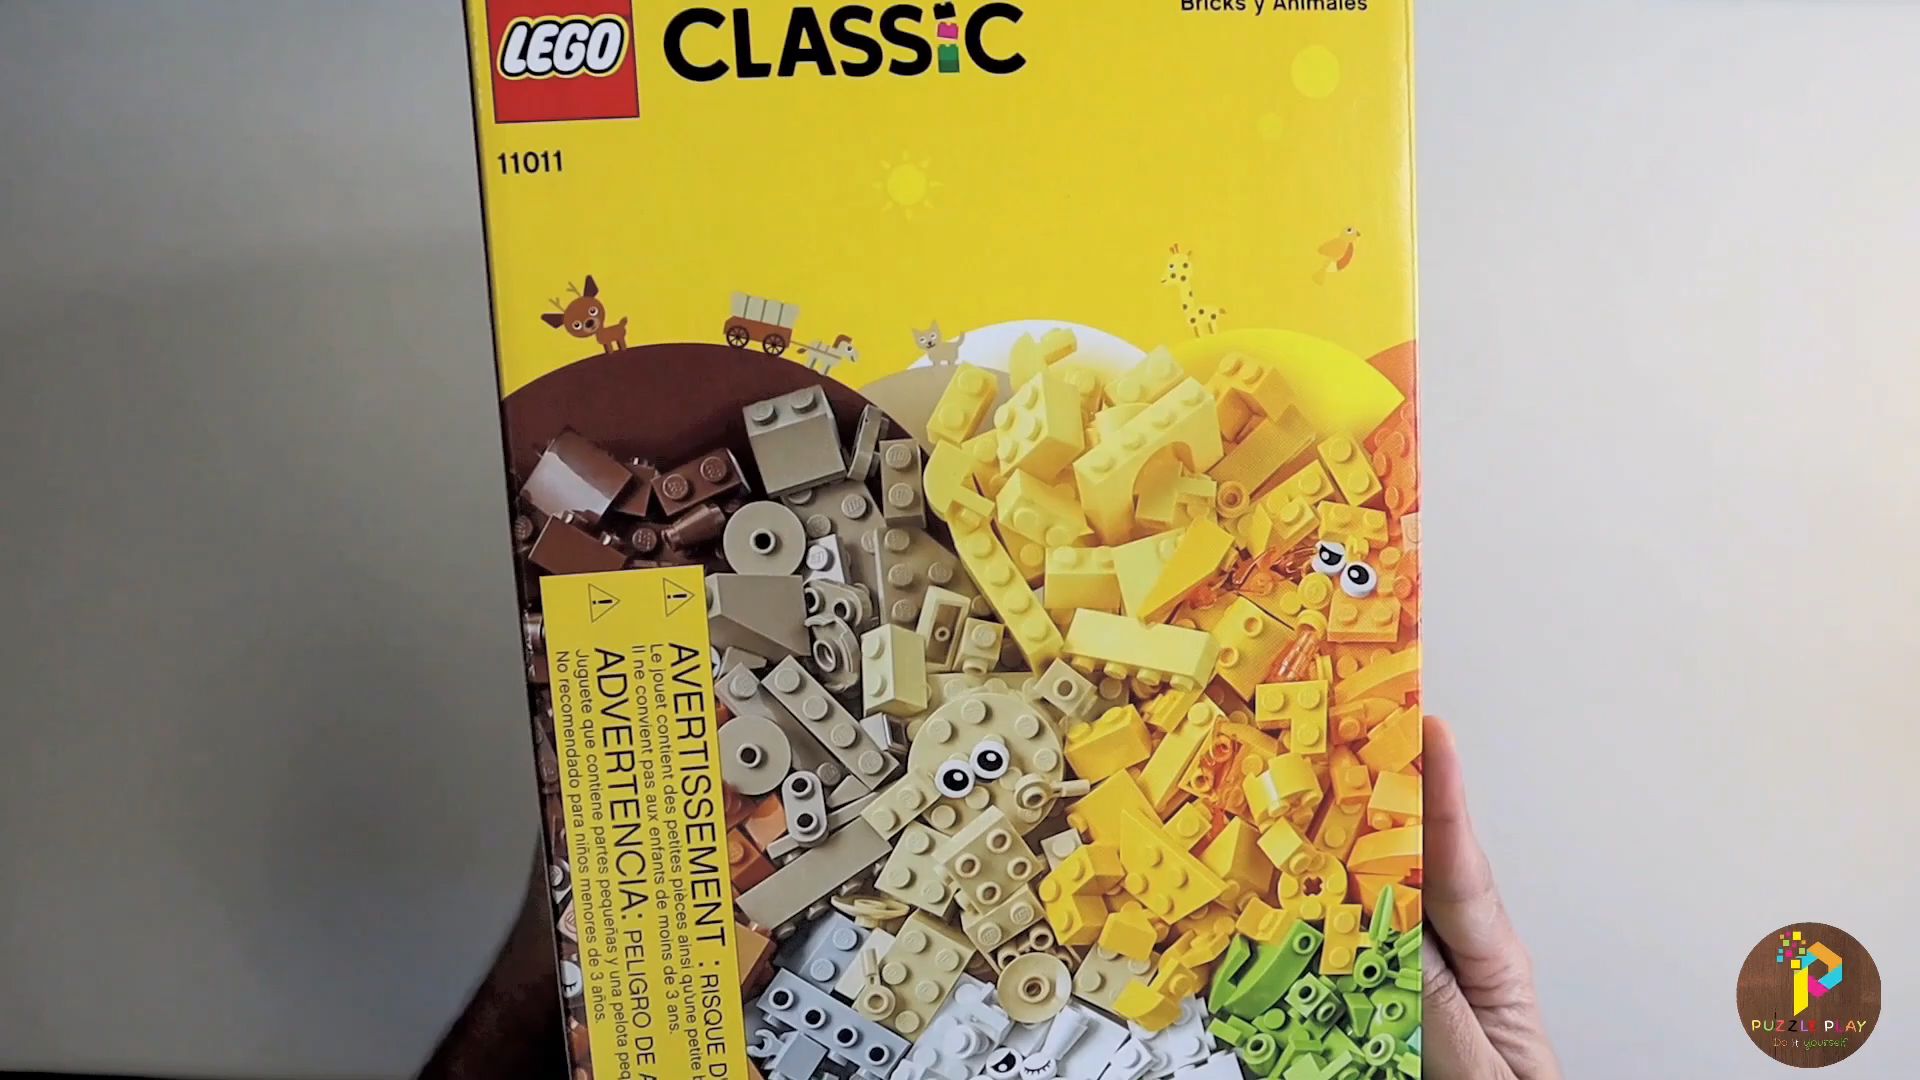 Bricks y Animales
LEGO
CLASSiC
11011
AVERTISSEMENT : RISQUE D'
Le jouet contient des petites pièces ainsi qu'une petite
Il ne convient pas aux enfants de moins de 3 ans.
ADVERTENCIA: PELIGRO DE
Juguete que contiene partes pequeñas y una pelota
No recomendado para niños menores de 3 años.
PUZZLY PLAY
Do it yourself